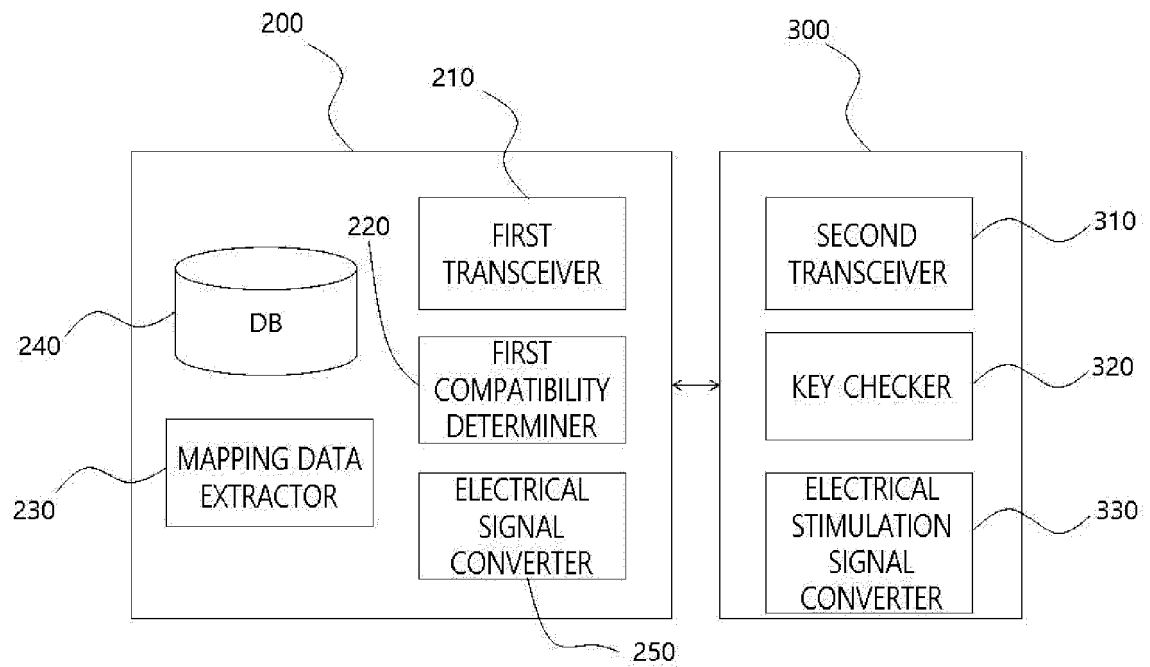 200
300
210
FIRST
TRANSCEIVER
220
DB
240
FIRST
COMPATIBILITY
DETERMINER
MAPPING DATA
EXTRACTOR
230
ELECTRICAL
SIGNAL
CONVERTER
250
SECOND
TRANSCEIVER
310
KEY CHECKER
320
ELECTRICAL
STIMULATION
SIGNAL
CONVERTER
330